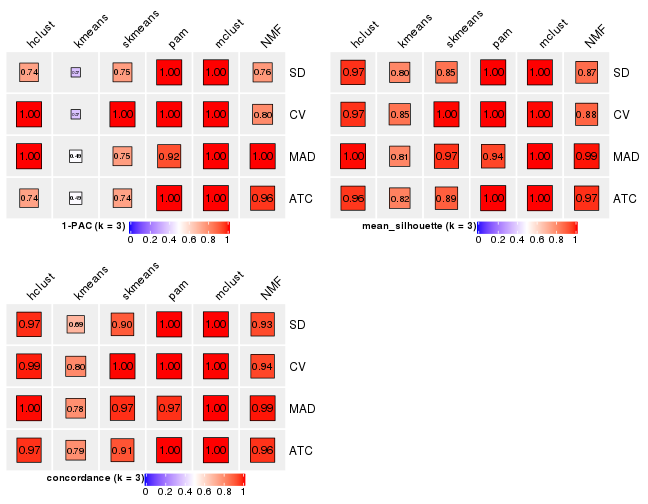 hclust kmeans skmeans pam mclust NMF
0.74 0.75 1.00 1.00 0.76 SD
1.00 1.00 1.00 1.00 0.80 CV
1.00 0.49 0.75 0.92 1.00 1.00 MAD
0.74 0.49 0.74 1.00 1.00 0.96 ATC
1-PAC (k = 3)
0 0.2 0.4 0.6 0.8 1
hclust kmeans skmeans pam mclust NMF
0.97 0.80 0.85 1.00 1.00 0.87 SD
0.97 0.85 1.00 1.00 1.00 0.88 CV
1.00 0.81 0.97 0.94 1.00 0.99 MAD
0.96 0.82 0.89 1.00 1.00 0.97 ATC
mean_silhouette (k = 3)
0 0.2 0.4 0.6 0.8 1
hclust kmeans skmeans pam mclust NMF
0.97 0.69 0.90 1.00 1.00 0.93 SD
0.99 0.80 1.00 1.00 1.00 0.94 CV
1.00 0.78 0.97 0.97 1.00 0.99 MAD
0.97 0.79 0.91 1.00 1.00 0.96 ATC
concordance (k = 3)
0 0.2 0.4 0.6 0.8 1